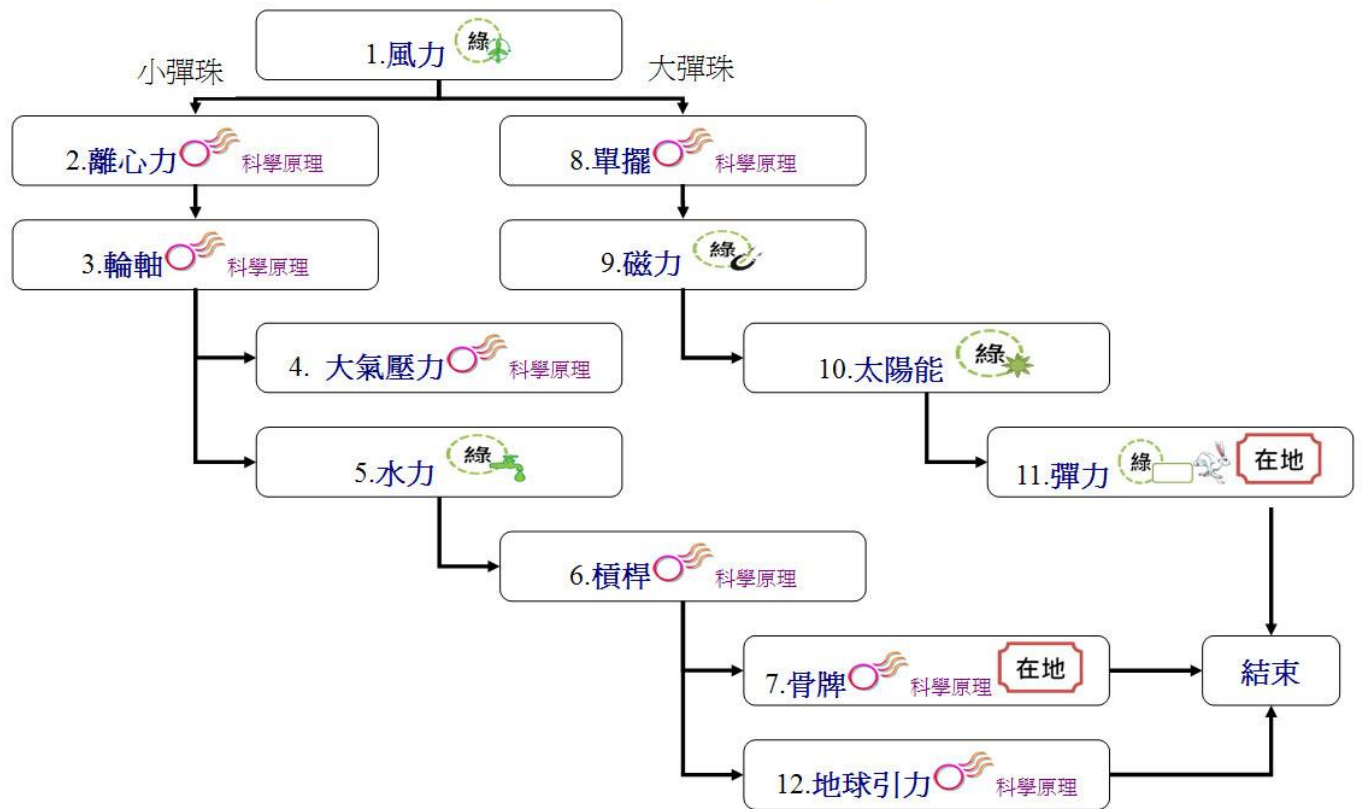 1.風力 綠
小彈珠
大彈珠
2.離心力 科學原理
8.單擺 科學原理
3.輪軸 科學原理
9.磁力 綠
4. 大氣壓力 科學原理
10.太陽能 綠
5.水力 綠
11.彈力 綠 在地
6.槓桿 科學原理
7.骨牌 科學原理 在地
結束
12.地球引力 科學原理